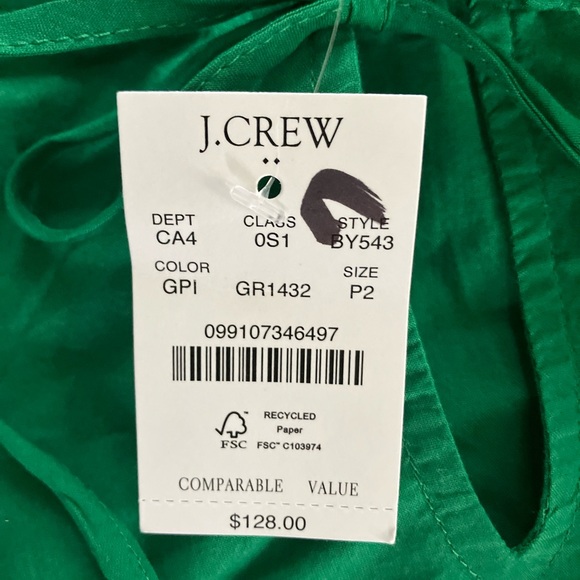 J.CREW
DEPT CLASS STYLE
CA4 0S1 BY543
COLOR SIZE
GPI GR1432 P2
099107346497
RECYCLED
Paper
FSC FSC™ C103974
COMPARABLE VALUE
$128.00